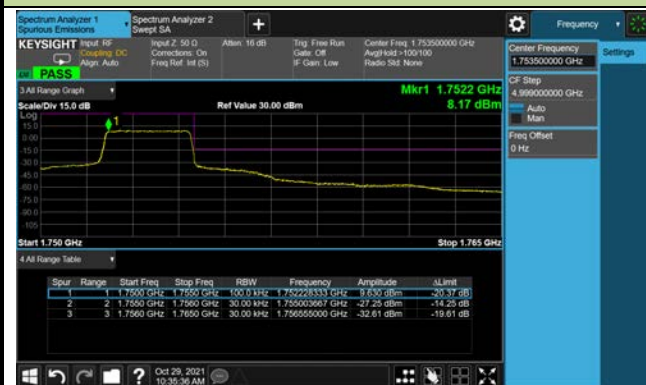 Spectrum Analyzer 1
Spurious Emissions
Spectrum Analyzer 2
Swept SA
+
Frequency
KEYSIGHT
Input: RF
Coupling: DC
Align: Auto
Input Z: 50 Ω
Corrections: On
Freq Ref: Int (S)
Atten: 16 dB
Trig: Free Run
Gate: Off
IF Gain: Low
Center Freq: 1.753500000 GHz
Avg|Hold:>100/100
Radio Std: None
PASS
Center Frequency
1.753500000 GHz
Settings
CF Step
4.999000000 GHz
Auto
Man
Freq Offset
0 Hz
3 All Range Graph
Mkr1 1.7522 GHz
Scale/Div 15.0 dB
Ref Value 30.00 dBm
8.17 dBm
Log
15.0
0.00
-15.0
-30.0
-45.0
-60.0
-75.0
-90.0
-105
1
Start 1.750 GHz
Stop 1.765 GHz
4 All Range Table
Spur Range Start Freq Stop Freq RBW Frequency Amplitude ΔLimit
1 1 1.7500 GHz 1.7550 GHz 100.0 kHz 1.752228333 GHz 9.630 dBm -20.37 dB
2 2 1.7550 GHz 1.7560 GHz 30.00 kHz 1.755003667 GHz -27.25 dBm -14.25 dB
3 3 1.7560 GHz 1.7650 GHz 30.00 kHz 1.756555000 GHz -32.61 dBm -19.61 dB
?
Oct 29, 2021
10:35:36 AM